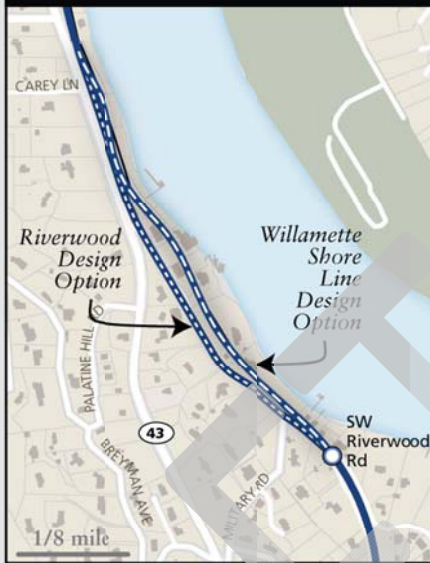 CAREY LN
Riverwood
Design
Option
Willamette
Shore
Line
Design
Option
PALATINE HILL RD
43
SW
Riverwood
Rd
BREYMAN AVE
MILITARY RD
1/8 mile